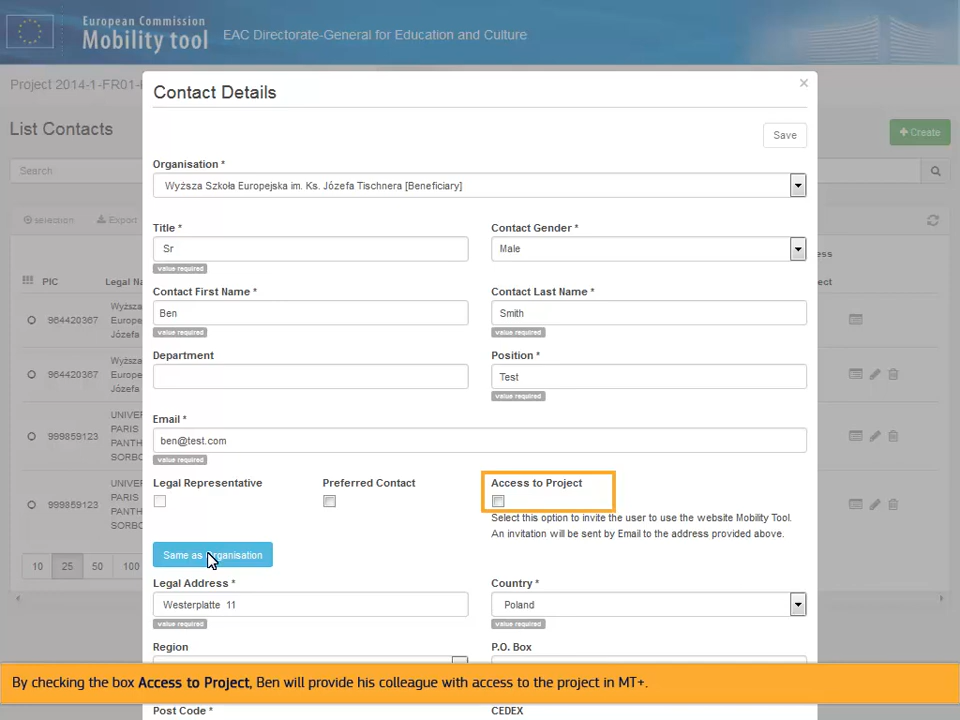 European Commission
Mobility tool
EAC Directorate-General for Education and Culture
Project 2014-1-FR01-
List Contacts
Create
Search
selection
Export
PIC
Legal Na
964420367
Wyższa
Europe
Józefa
964420367
Wyższa
Europe
Józefa
999859123
UNIVER
PARIS
PANTH
SORBO
999859123
UNIVER
PARIS
PANTH
SORBO
10 25 50 100
Contact Details
×
Save
Organisation *
Wyższa Szkoła Europejska im. Ks. Józefa Tischnera [Beneficiary]
Title * Contact Gender *
Sr Male
value required
Contact First Name * Contact Last Name *
Ben Smith
value required value required
Department Position *
Test
value required
Email *
ben@test.com
value required
Legal Representative Preferred Contact Access to Project
Select this option to invite the user to use the website Mobility Tool.
An invitation will be sent by Email to the address provided above.
Same as Organisation
Legal Address * Country *
Westerplatte 11 Poland
value required value required
Region P.O. Box
By checking the box Access to Project, Ben will provide his colleague with access to the project in MT+.
Post Code * CEDEX